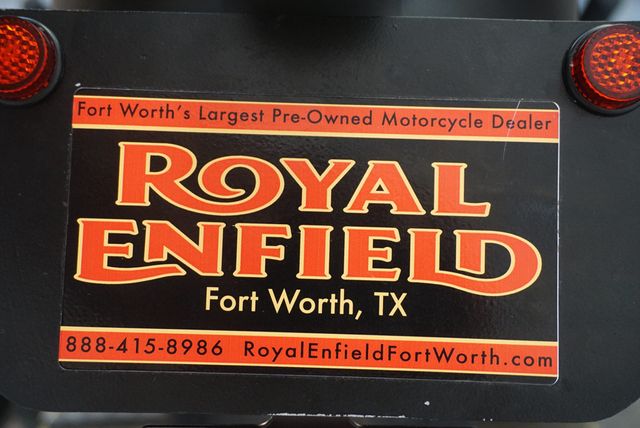 Fort Worth's Largest Pre-Owned Motorcycle Dealer
ROYAL
ENFIELD
Fort Worth, TX
888-415-8986 RoyalEnfieldFortWorth.com